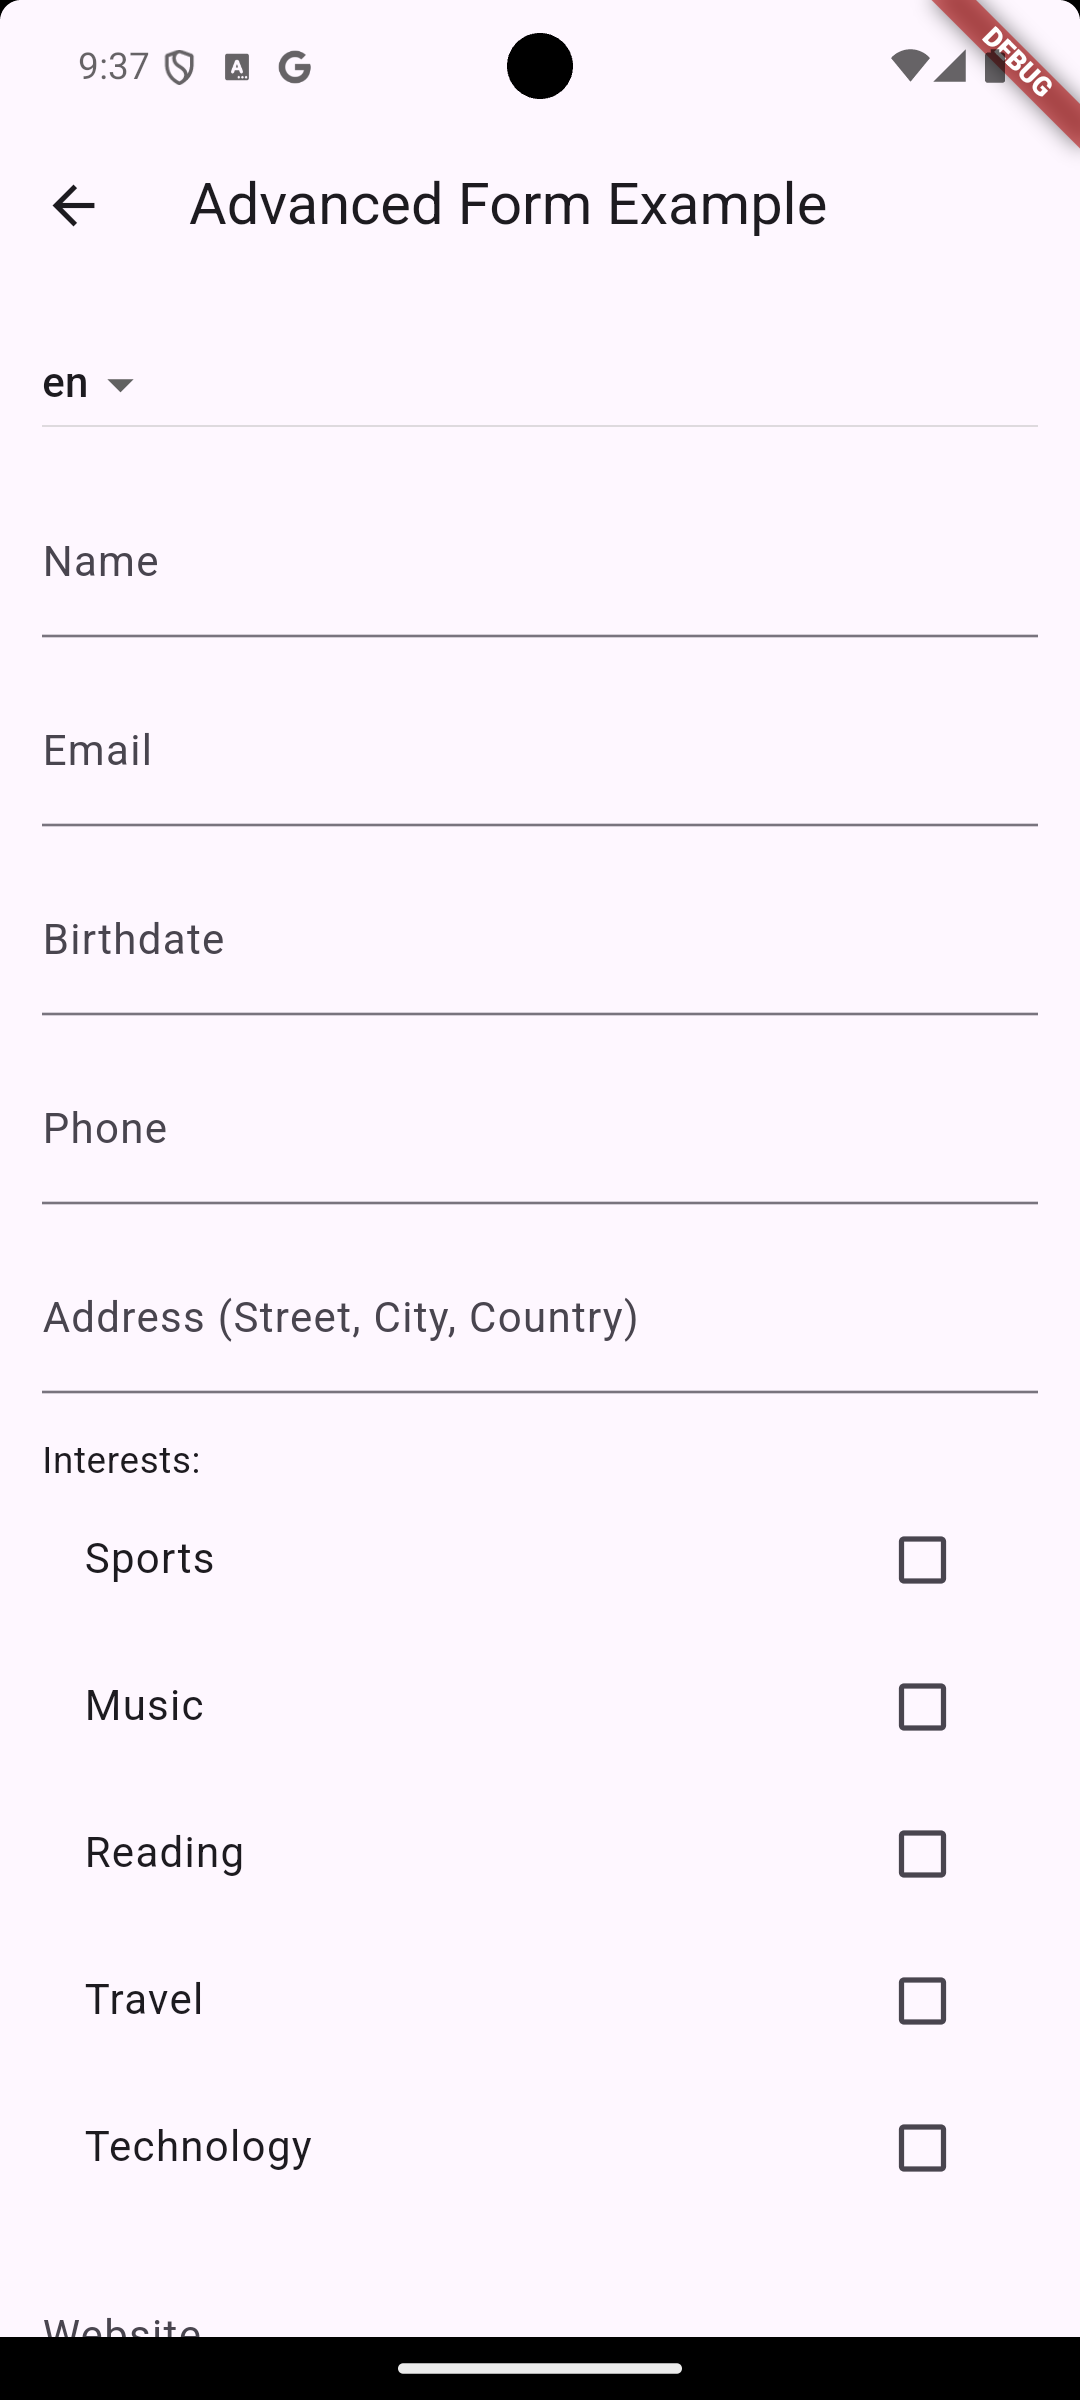 9:37
DEBUG
Advanced Form Example
en
Name
Email
Birthdate
Phone
Address (Street, City, Country)
Interests:
Sports
Music
Reading
Travel
Technology
Website